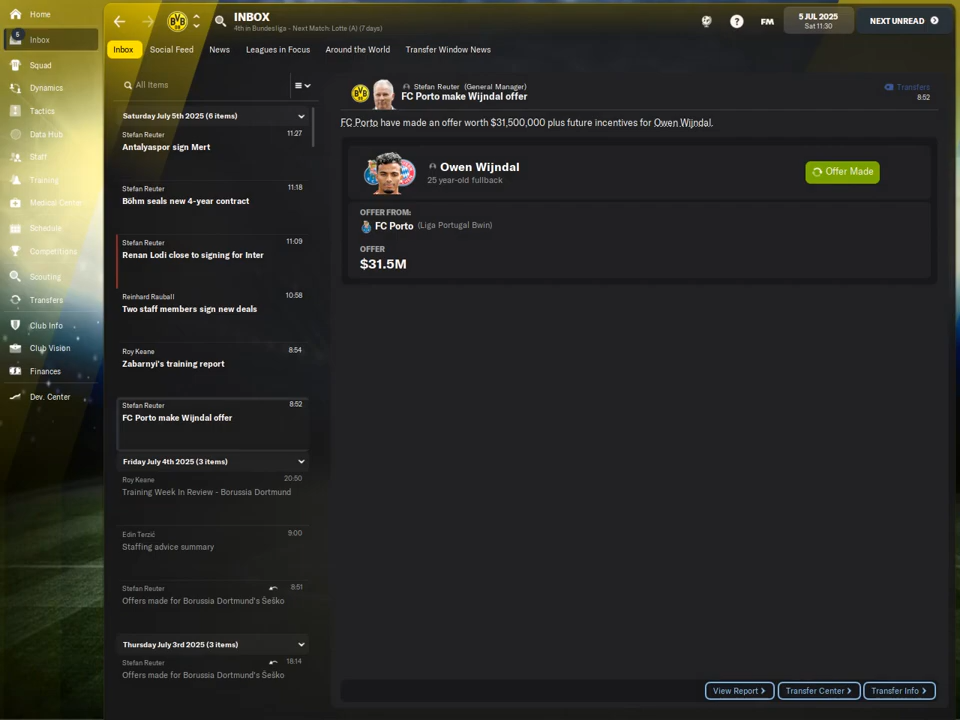 Home
5
Inbox
Squad
Dynamics
Tactics
Data Hub
Staff
Training
Medical Center
Schedule
Competitions
Scouting
Transfers
Club Info
Club Vision
Finances
Dev. Center
INBOX
4th in Bundesliga - Next Match: Lotte (A) (7 days)
?
FM
5 JUL 2025
Sat 11:30
NEXT UNREAD
Inbox
Social Feed
News
Leagues in Focus
Around the World
Transfer Window News
All Items
Saturday July 5th 2025 (6 items)
Stefan Reuter 11:27
Antalyaspor sign Mert
Stefan Reuter 11:18
Böhm seals new 4-year contract
Stefan Reuter 11:09
Renan Lodi close to signing for Inter
Reinhard Rauball 10:58
Two staff members sign new deals
Roy Keane 8:54
Zabarnyi's training report
Stefan Reuter 8:52
FC Porto make Wijndal offer
Friday July 4th 2025 (3 items)
Roy Keane 20:50
Training Week In Review - Borussia Dortmund
Edin Terzić 9:00
Staffing advice summary
Stefan Reuter 8:51
Offers made for Borussia Dortmund's Šeško
Thursday July 3rd 2025 (3 items)
Stefan Reuter 18:14
Offers made for Borussia Dortmund's Šeško
Stefan Reuter (General Manager)
FC Porto make Wijndal offer
Transfers
8:52
FC Porto have made an offer worth $31,500,000 plus future incentives for Owen Wijndal.
Owen Wijndal
25 year-old fullback
Offer Made
OFFER FROM:
FC Porto (Liga Portugal Bwin)
OFFER
$31.5M
View Report
Transfer Center
Transfer Info